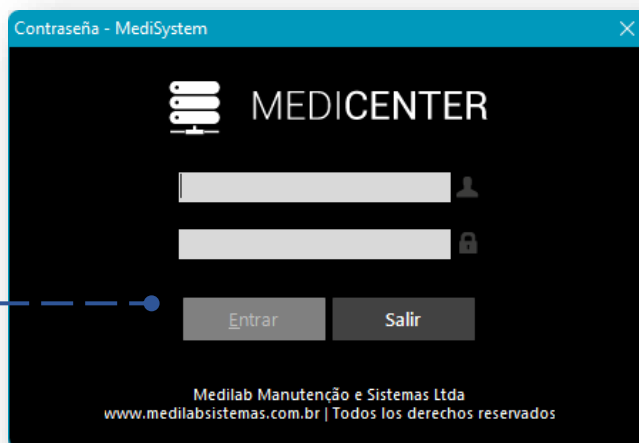 Contraseña - MediSystem
MEDICENTER
Entrar
Salir
Medilab Manutenção e Sistemas Ltda
www.medilabsistemas.com.br | Todos los derechos reservados